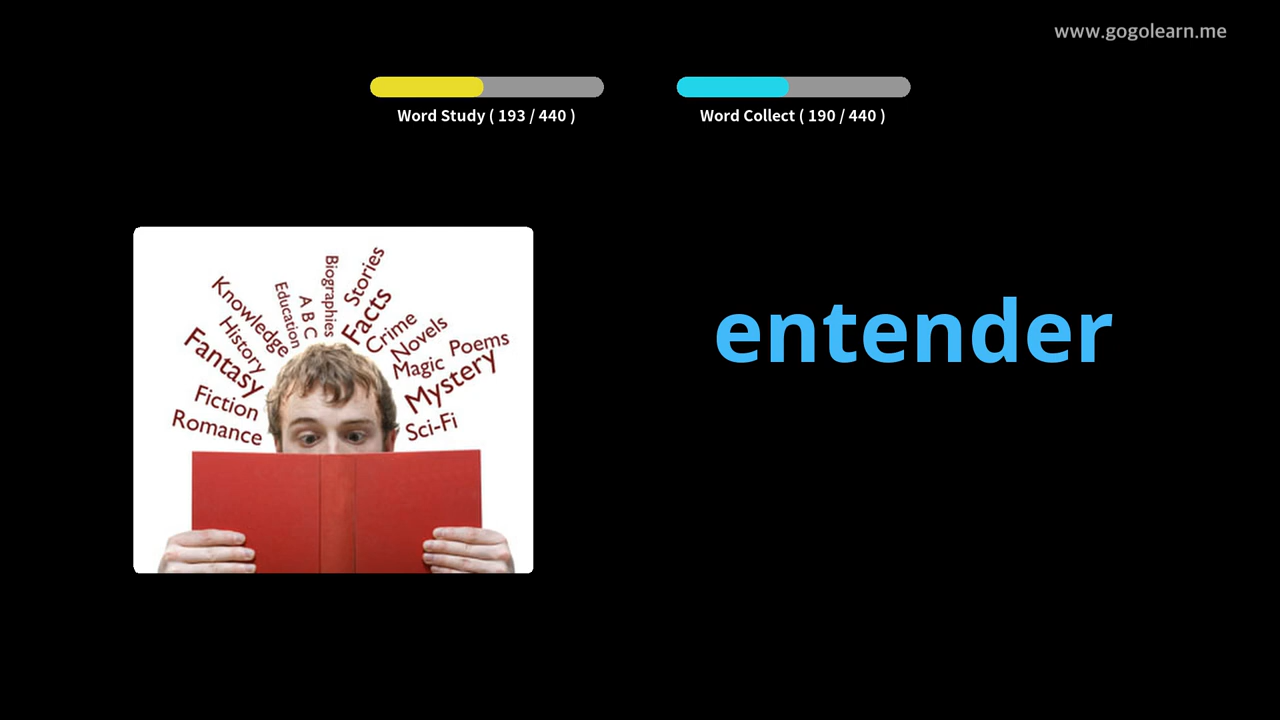 www.gogolearn.me
Word Study ( 193 / 440 )
Word Collect ( 190 / 440 )
Biographies
Stories
Education
A B C
Facts
Knowledge
Crime
History
Novels
Fantasy
Magic
Poems
Mystery
Fiction
Romance
Sci-Fi
entender